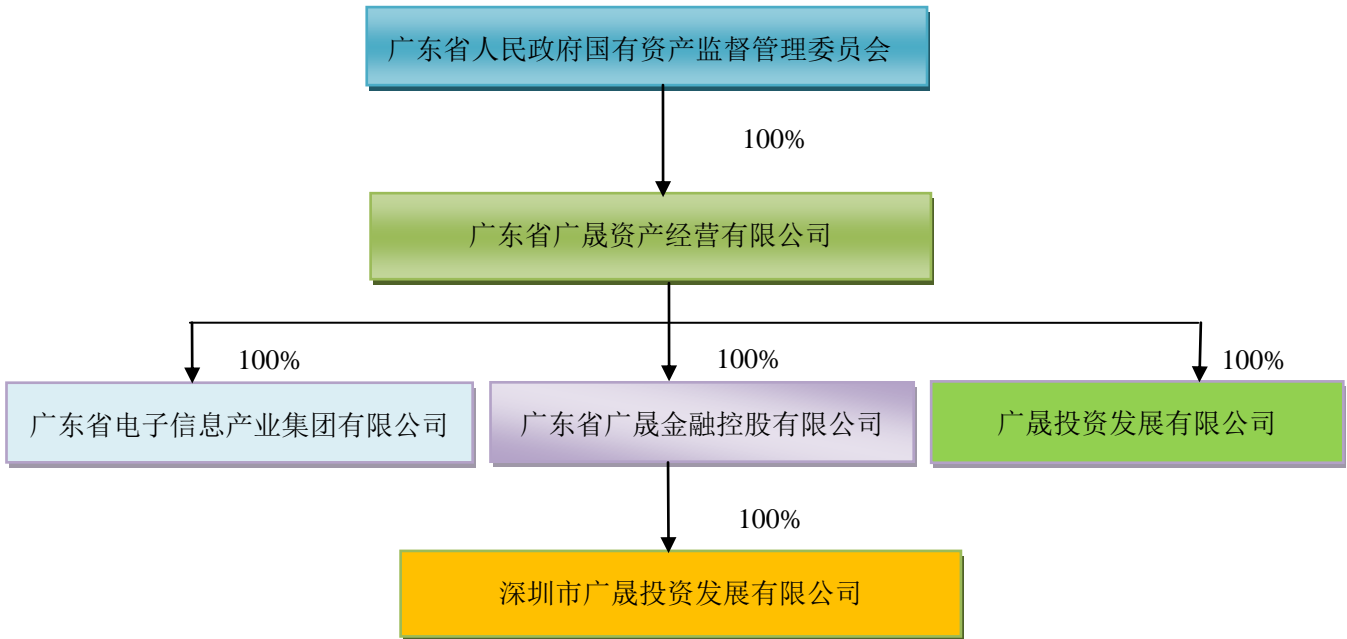 广东省人民政府国有资产监督管理委员会
100%
广东省广晟资产经营有限公司
100%
100%
100%
广东省电子信息产业集团有限公司
广东省广晟金融控股有限公司
广晟投资发展有限公司
100%
深圳市广晟投资发展有限公司